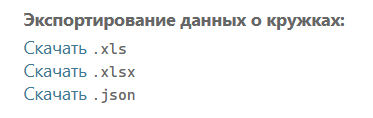 Экспортирование данных о кружках:
Скачать .xls
Скачать .xlsx
Скачать .json